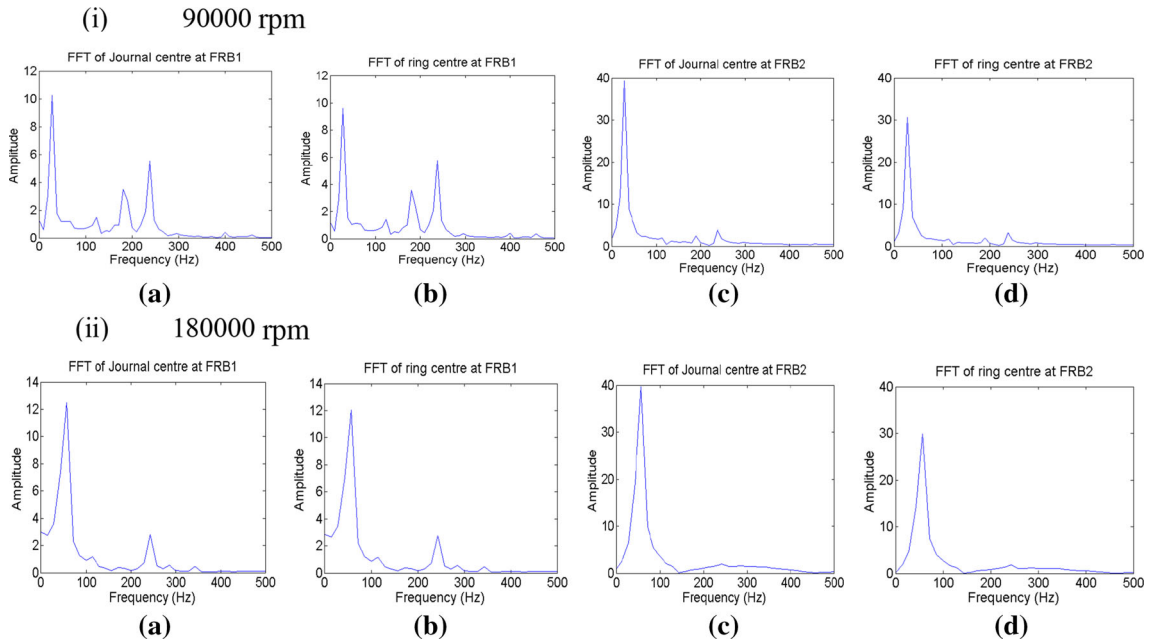 (i) 90000 rpm
FFT of Journal centre at FRB1
FFT of ring centre at FRB1
FFT of Journal centre at FRB2
FFT of ring centre at FRB2
12
10
8
6
4
2
0
Amplitude
0 100 200 300 400 500
Frequency (Hz)
12
10
8
6
4
2
0
Amplitude
0 100 200 300 400 500
Frequency (Hz)
40
30
20
10
0
Amplitude
0 100 200 300 400 500
Frequency (Hz)
40
30
20
10
0
Amplitude
0 100 200 300 400 500
Frequency (Hz)
(a) (b) (c) (d)
(ii) 180000 rpm
FFT of Journal centre at FRB1
FFT of ring centre at FRB1
FFT of Journal centre at FRB2
FFT of ring centre at FRB2
14
12
10
8
6
4
2
0
Amplitude
0 100 200 300 400 500
Frequency (Hz)
14
12
10
8
6
4
2
0
Amplitude
0 100 200 300 400 500
Frequency (Hz)
40
30
20
10
0
Amplitude
0 100 200 300 400 500
Frequency (Hz)
40
30
20
10
0
Amplitude
0 100 200 300 400 500
Frequency (Hz)
(a) (b) (c) (d)